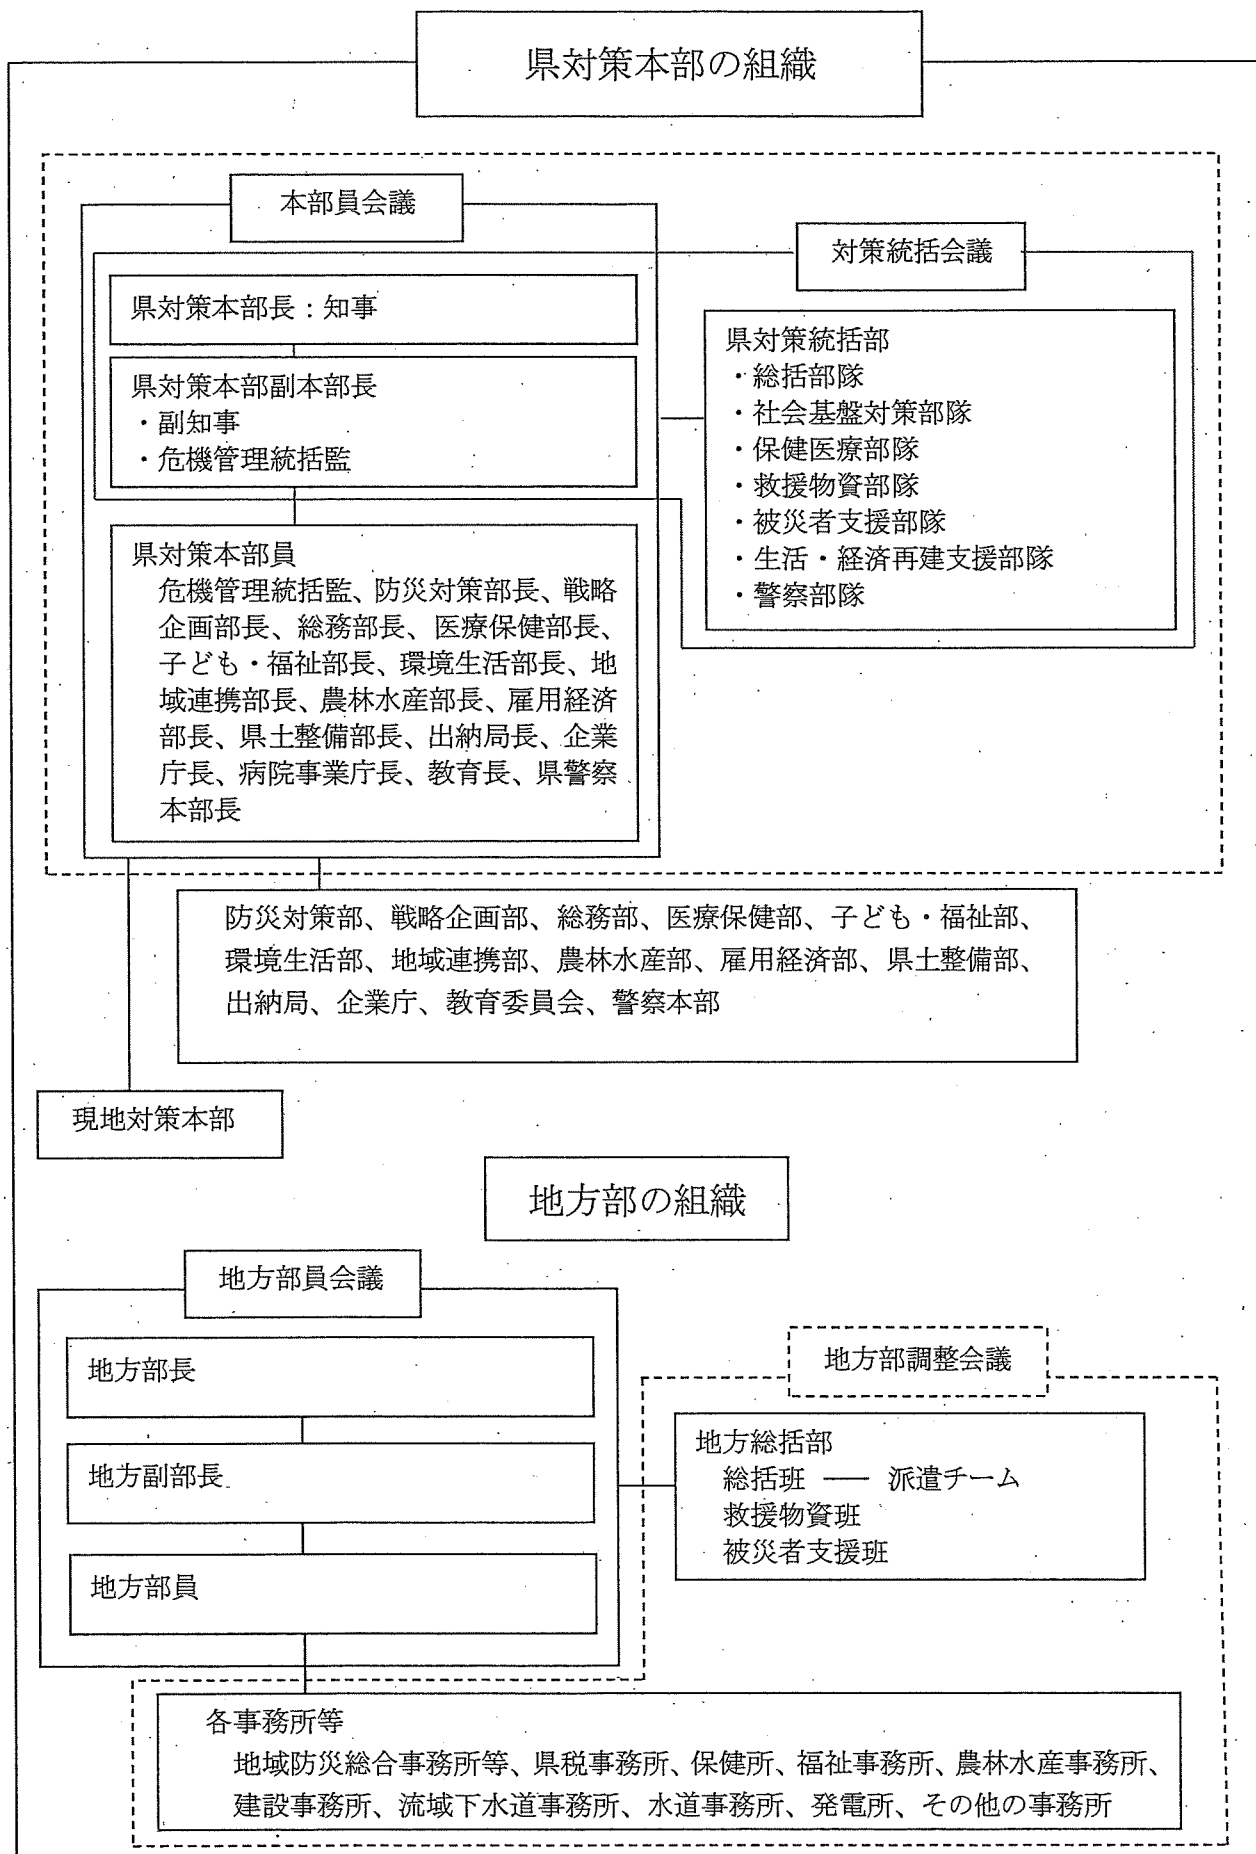 県対策本部の組織
本部員会議
対策統括会議
県対策本部長：知事
県対策本部副本部長
・副知事
・危機管理統括監
県対策統括部
・総括部隊
・社会基盤対策部隊
・保健医療部隊
・救援物資部隊
・被災者支援部隊
・生活・経済再建支援部隊
・警察部隊
県対策本部員
危機管理統括監、防災対策部長、戦略
企画部長、総務部長、医療保健部長、
子ども・福祉部長、環境生活部長、地
域連携部長、農林水産部長、雇用経済
部長、県土整備部長、出納局長、企業
庁長、病院事業庁長、教育長、県警察
本部長
防災対策部、戦略企画部、総務部、医療保健部、子ども・福祉部、
環境生活部、地域連携部、農林水産部、雇用経済部、県土整備部、
出納局、企業庁、教育委員会、警察本部
現地対策本部
地方部の組織
地方部員会議
地方部長
地方副部長
地方部員
地方部調整会議
地方総括部
総括班 ── 派遣チーム
救援物資班
被災者支援班
各事務所等
地域防災総合事務所等、県税事務所、保健所、福祉事務所、農林水産事務所、
建設事務所、流域下水道事務所、水道事務所、発電所、その他の事務所